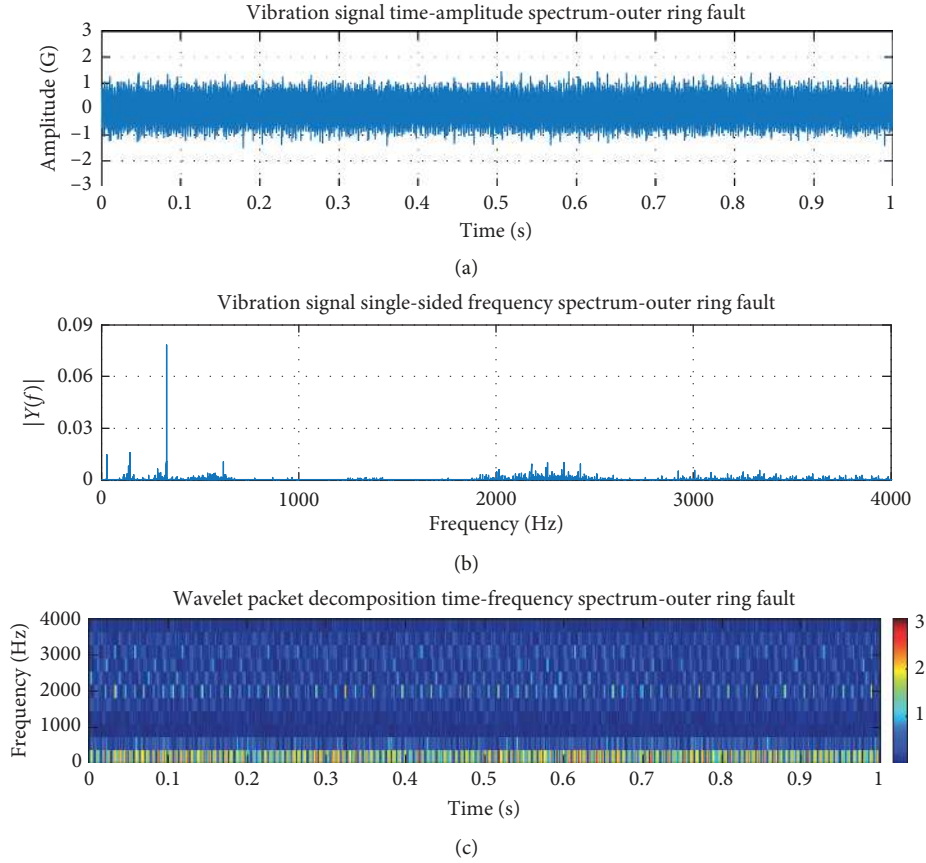 Vibration signal time-amplitude spectrum-outer ring fault
Amplitude (G)
3
2
1
0
−1
−2
−3
0 0.1 0.2 0.3 0.4 0.5 0.6 0.7 0.8 0.9 1
Time (s)
(a)
Vibration signal single-sided frequency spectrum-outer ring fault
|Y(f)|
0.09
0.06
0.03
0
0 1000 2000 3000 4000
Frequency (Hz)
(b)
Wavelet packet decomposition time-frequency spectrum-outer ring fault
Frequency (Hz)
4000
3000
2000
1000
0
3
2
1
0 0.1 0.2 0.3 0.4 0.5 0.6 0.7 0.8 0.9 1
Time (s)
(c)